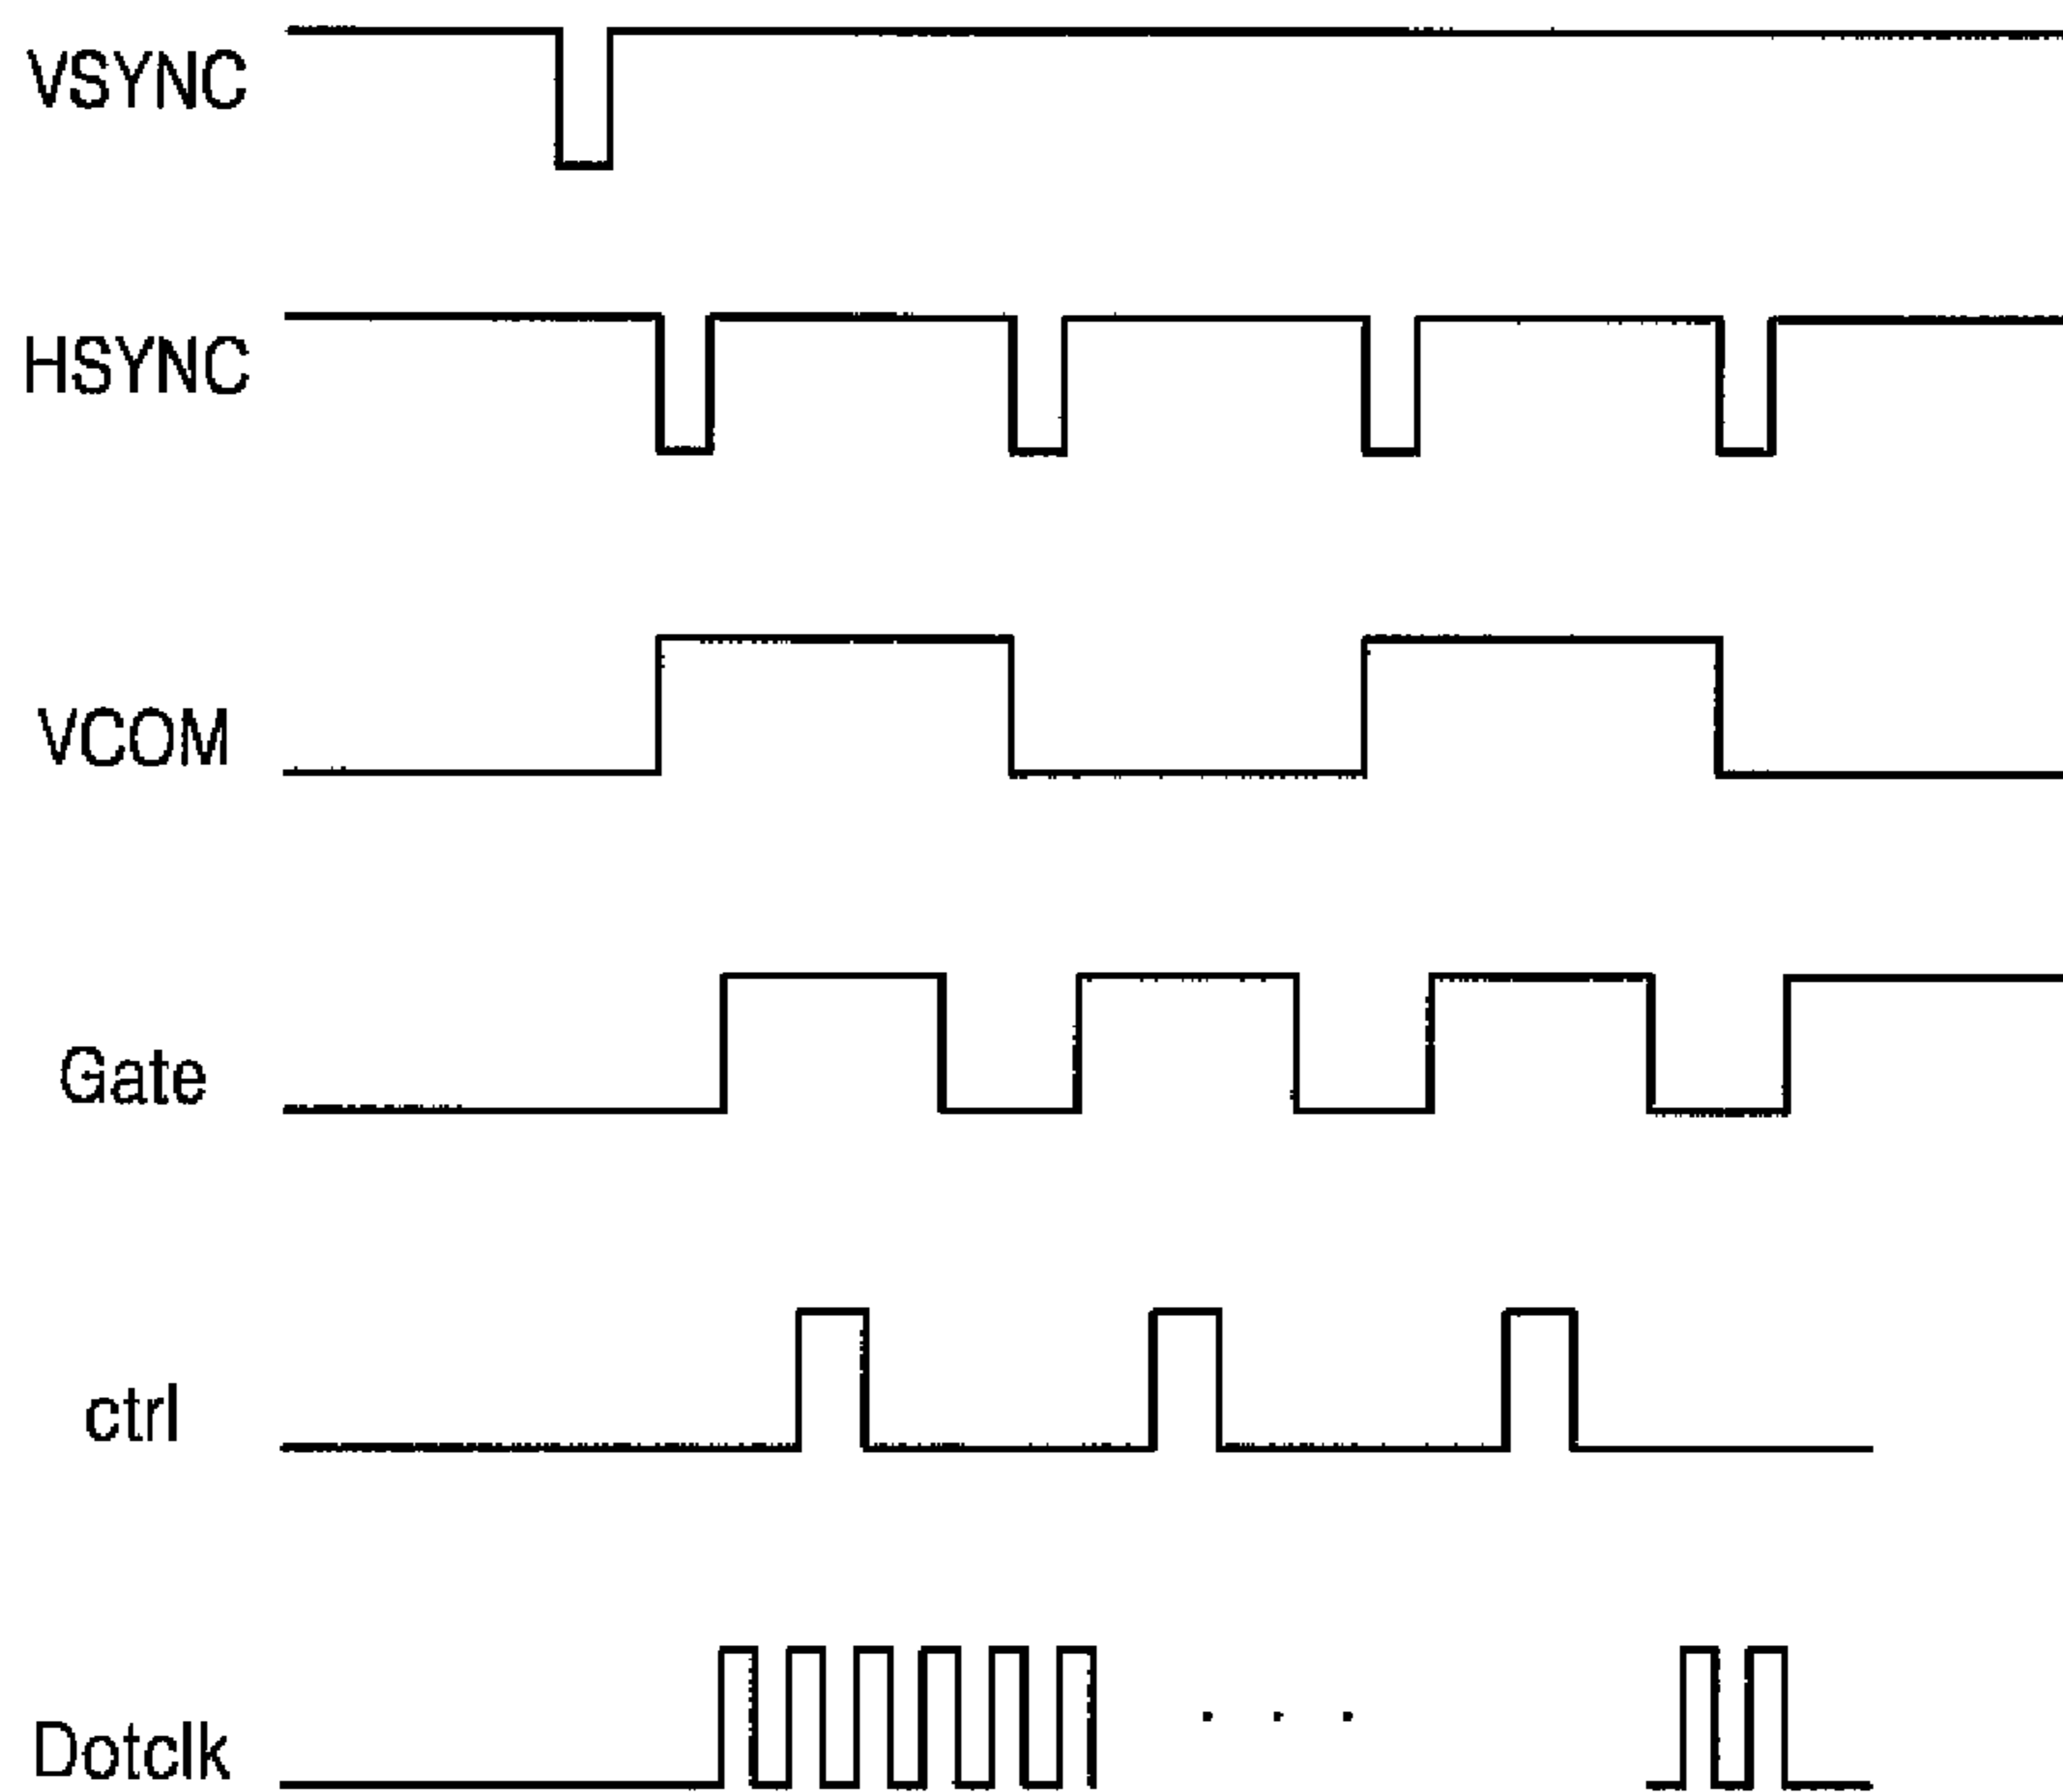 VSYNC
HSYNC
VCOM
Gate
ctrl
Dotclk
. . .